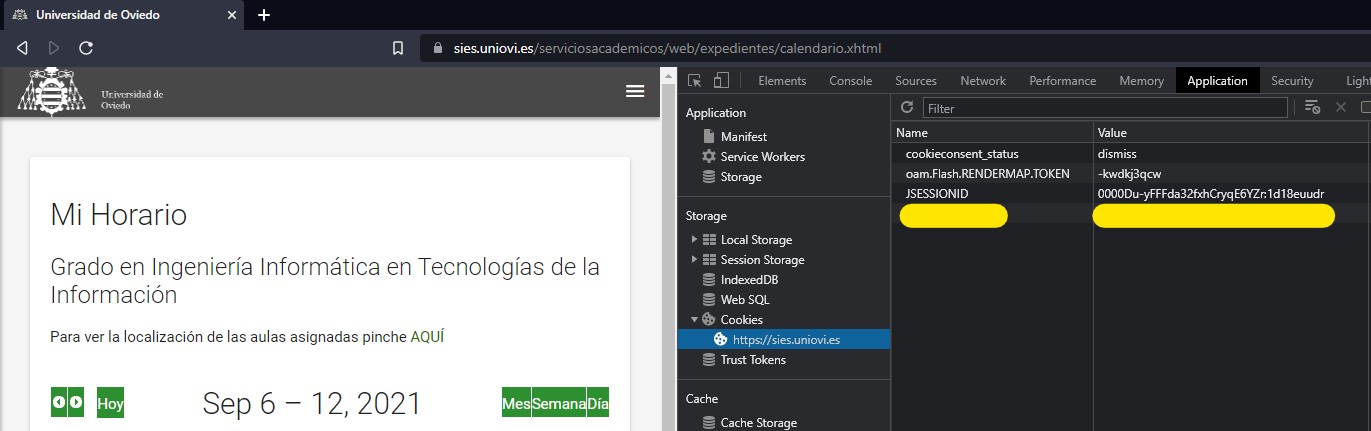 Universidad de Oviedo
sies.uniovi.es/serviciosacademicos/web/expedientes/calendario.xhtml
Universidad de
Oviedo
Mi Horario
Grado en Ingeniería Informática en Tecnologías de la
Información
Para ver la localización de las aulas asignadas pinche AQUÍ
Hoy
Sep 6 – 12, 2021
Mes Semana Día
Elements Console Sources Network Performance Memory Application Security Ligh
Application
Manifest
Service Workers
Storage
Storage
Local Storage
Session Storage
IndexedDB
Web SQL
Cookies
https://sies.uniovi.es
Trust Tokens
Cache
Cache Storage
Filter
Name Value
cookieconsent_status dismiss
oam.Flash.RENDERMAP.TOKEN -kwdkj3qcw
JSESSIONID 0000Du-yFFFda32fxhCryqE6YZr:1d18euudr